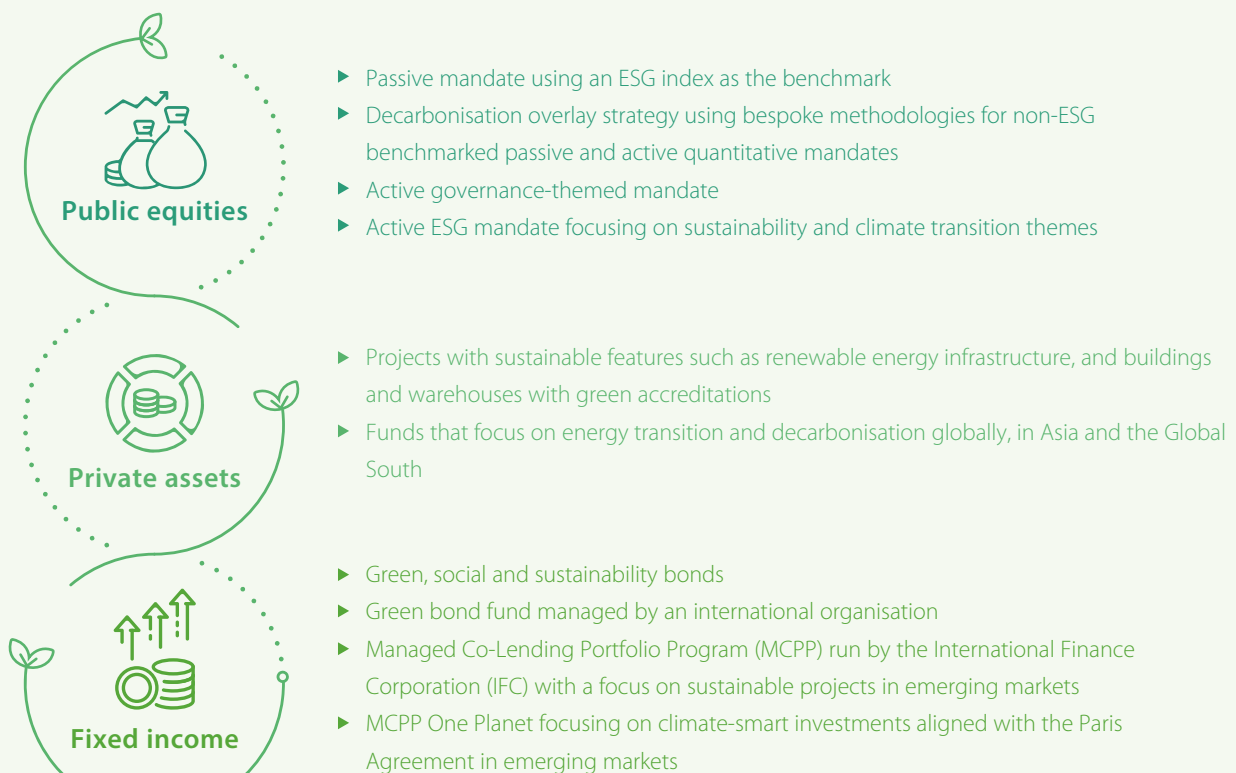 Public equities
Passive mandate using an ESG index as the benchmark
Decarbonisation overlay strategy using bespoke methodologies for non-ESG
benchmarked passive and active quantitative mandates
Active governance-themed mandate
Active ESG mandate focusing on sustainability and climate transition themes
Private assets
Projects with sustainable features such as renewable energy infrastructure, and buildings
and warehouses with green accreditations
Funds that focus on energy transition and decarbonisation globally, in Asia and the Global
South
Fixed income
Green, social and sustainability bonds
Green bond fund managed by an international organisation
Managed Co-Lending Portfolio Program (MCPP) run by the International Finance
Corporation (IFC) with a focus on sustainable projects in emerging markets
MCPP One Planet focusing on climate-smart investments aligned with the Paris
Agreement in emerging markets